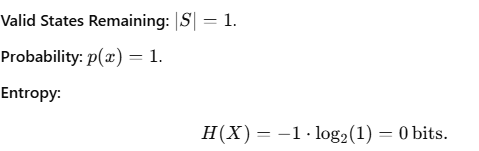 Valid States Remaining: |S| = 1.
Probability: p(x) = 1.
Entropy:
H(X) = −1 · log₂(1) = 0 bits.